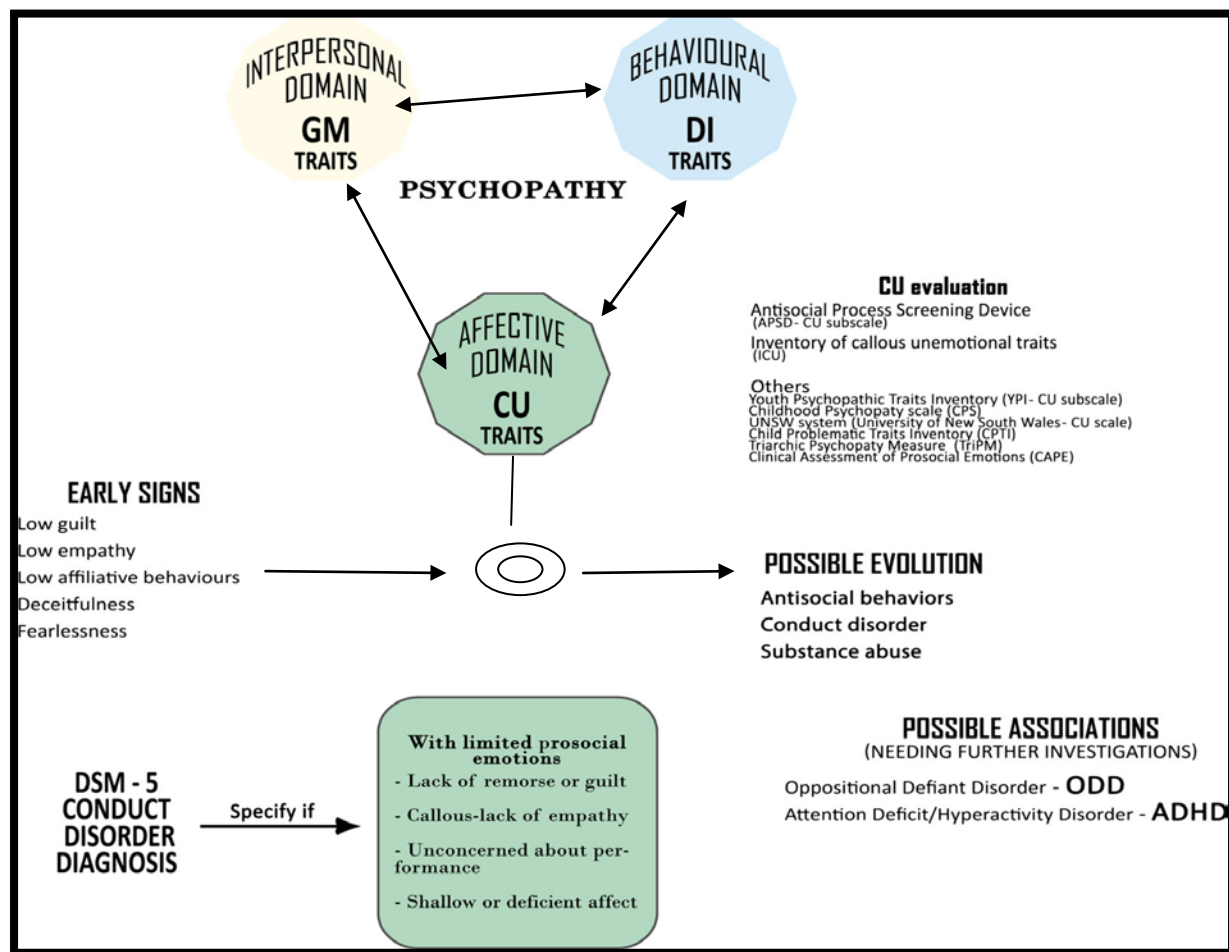 INTERPERSONAL
DOMAIN
GM
TRAITS
BEHAVIOURAL
DOMAIN
DI
TRAITS
PSYCHOPATHY
AFFECTIVE
DOMAIN
CU
TRAITS
CU evaluation
Antisocial Process Screening Device
(APSD- CU subscale)
Inventory of callous unemotional traits
(ICU)
Others
Youth Psychopathic Traits Inventory (YPI- CU subscale)
Childhood Psychopaty scale (CPS)
UNSW system (University of New South Wales- CU scale)
Child Problematic Traits Inventory (CPTI)
Triarchic Psychopaty Measure (TriPM)
Clinical Assessment of Prosocial Emotions (CAPE)
EARLY SIGNS
Low guilt
Low empathy
Low affiliative behaviours
Deceitfulness
Fearlessness
POSSIBLE EVOLUTION
Antisocial behaviors
Conduct disorder
Substance abuse
DSM - 5
CONDUCT
DISORDER
DIAGNOSIS
Specify if
With limited prosocial
emotions
- Lack of remorse or guilt
- Callous-lack of empathy
- Unconcerned about per-
formance
- Shallow or deficient affect
POSSIBLE ASSOCIATIONS
(NEEDING FURTHER INVESTIGATIONS)
Oppositional Defiant Disorder - ODD
Attention Deficit/Hyperactivity Disorder - ADHD